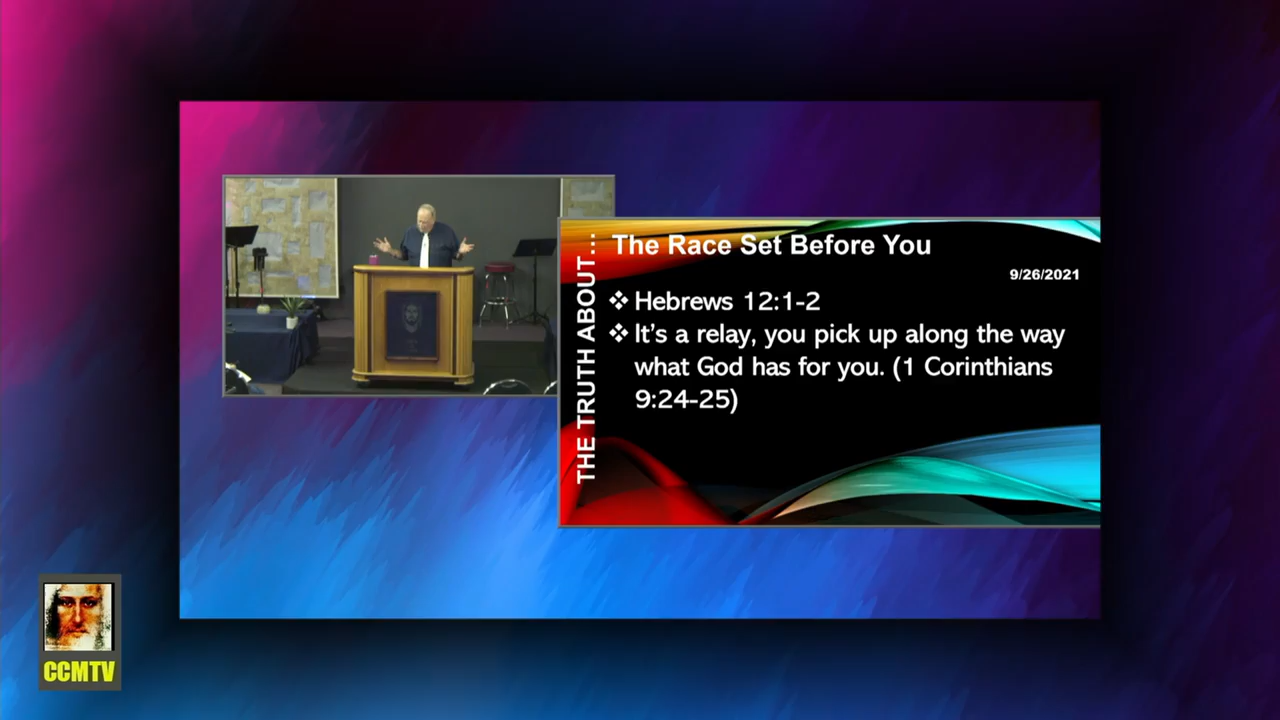 THE TRUTH ABOUT...
The Race Set Before You
9/26/2021
❖ Hebrews 12:1-2
❖ It’s a relay, you pick up along the way
what God has for you. (1 Corinthians
9:24-25)
CCMTV